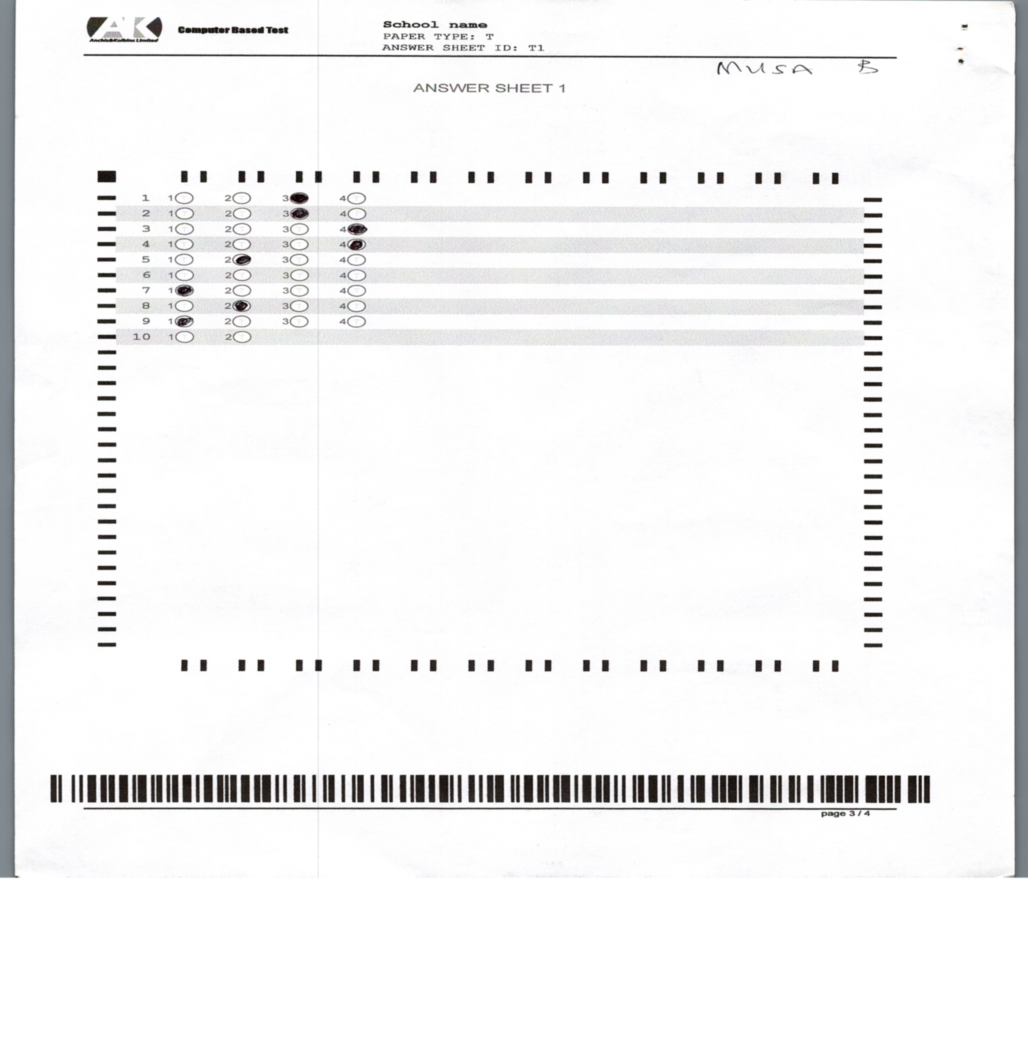 AK
Archie&Kolbins Limited
Computer Based Test
School name
PAPER TYPE: T
ANSWER SHEET ID: T1
MUSA B
ANSWER SHEET 1
1 1 2 3 4
2 1 2 3 4
3 1 2 3 4
4 1 2 3 4
5 1 2 3 4
6 1 2 3 4
7 1 2 3 4
8 1 2 3 4
9 1 2 3 4
10 1 2
page 3 / 4